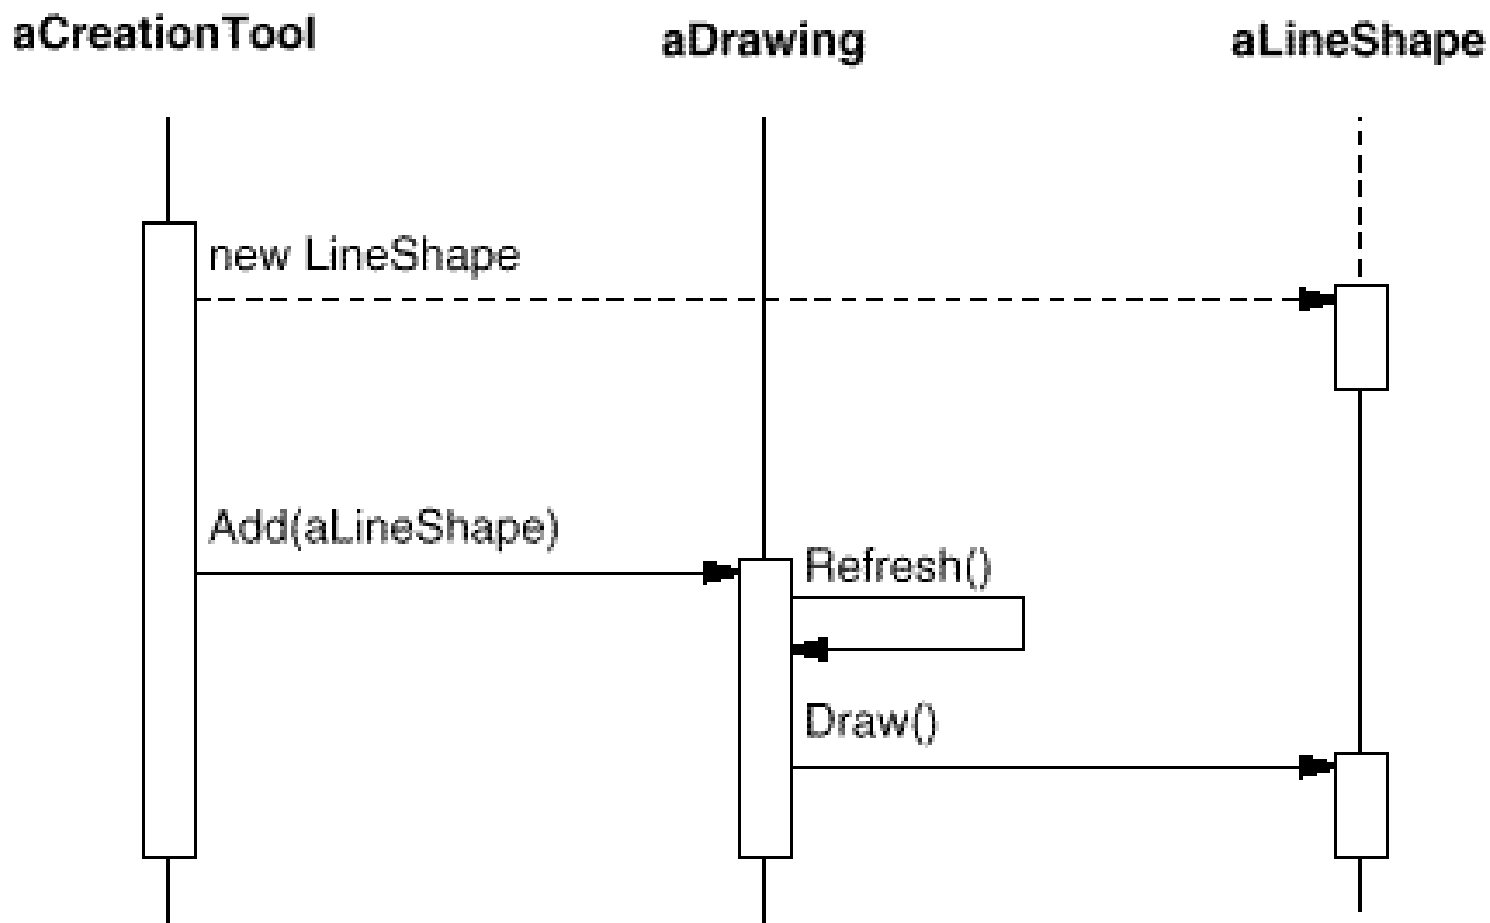 aCreationTool
aDrawing
aLineShape
new LineShape
Add(aLineShape)
Refresh()
Draw()